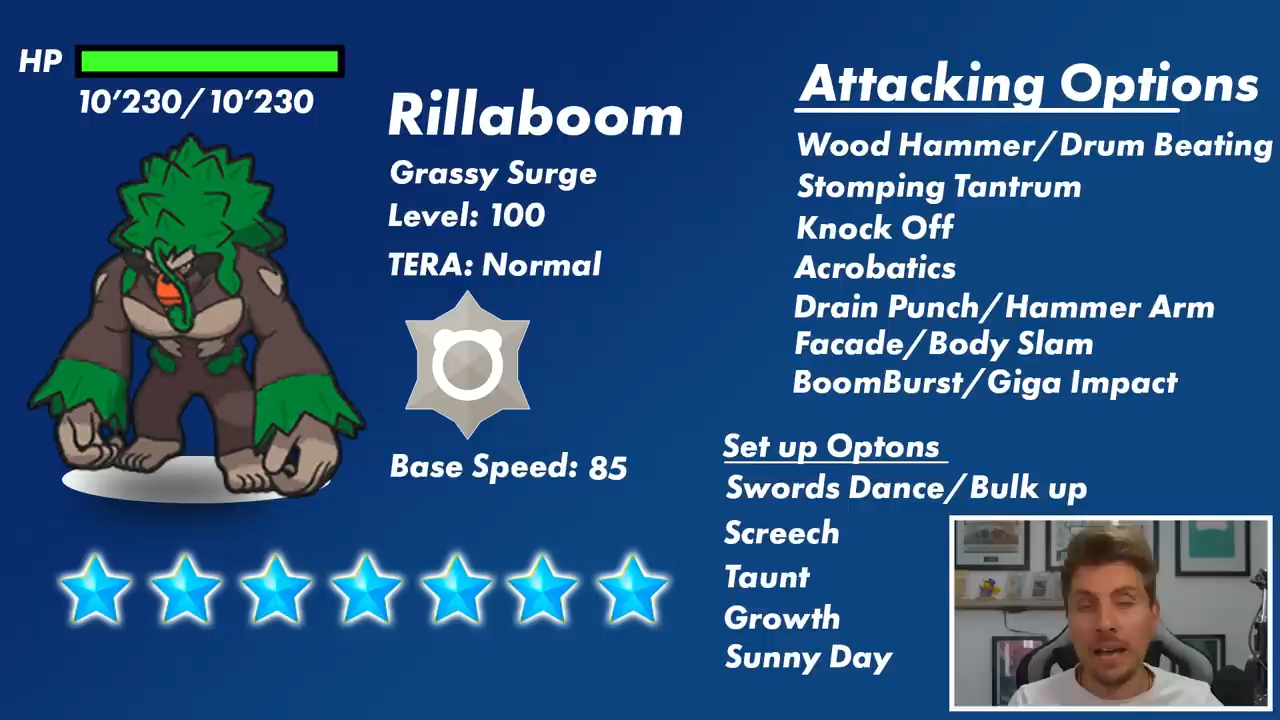 HP
10’230/10’230
Rillaboom
Grassy Surge
Level: 100
TERA: Normal
Base Speed: 85
Attacking Options
Wood Hammer/Drum Beating
Stomping Tantrum
Knock Off
Acrobatics
Drain Punch/Hammer Arm
Facade/Body Slam
BoomBurst/Giga Impact
Set up Optons
Swords Dance/Bulk up
Screech
Taunt
Growth
Sunny Day